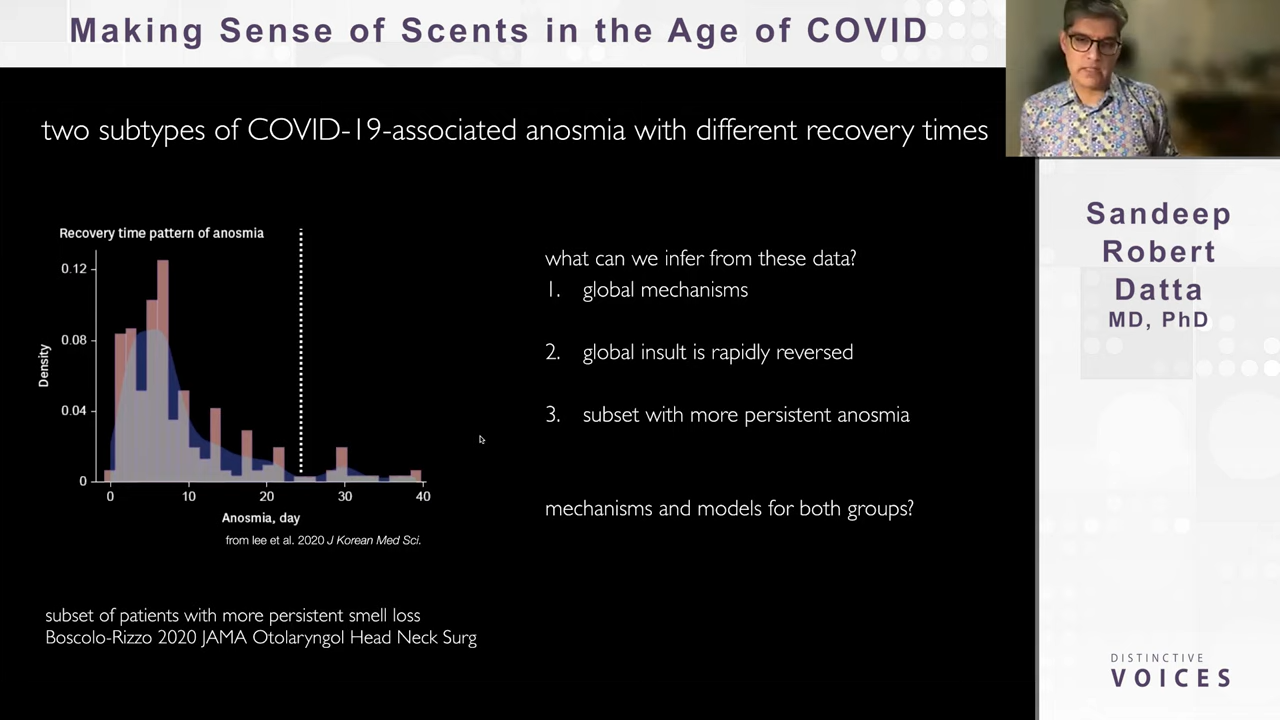 Making Sense of Scents in the Age of COVID
two subtypes of COVID-19-associated anosmia with different recovery times
Recovery time pattern of anosmia
0.12
0.08
0.04
0
Density
0
10
20
30
40
Anosmia, day
from lee et al. 2020 J Korean Med Sci.
what can we infer from these data?
1. global mechanisms
2. global insult is rapidly reversed
3. subset with more persistent anosmia
mechanisms and models for both groups?
subset of patients with more persistent smell loss
Boscolo-Rizzo 2020 JAMA Otolaryngol Head Neck Surg
Sandeep
Robert
Datta
MD, PhD
DISTINCTIVE
VOICES